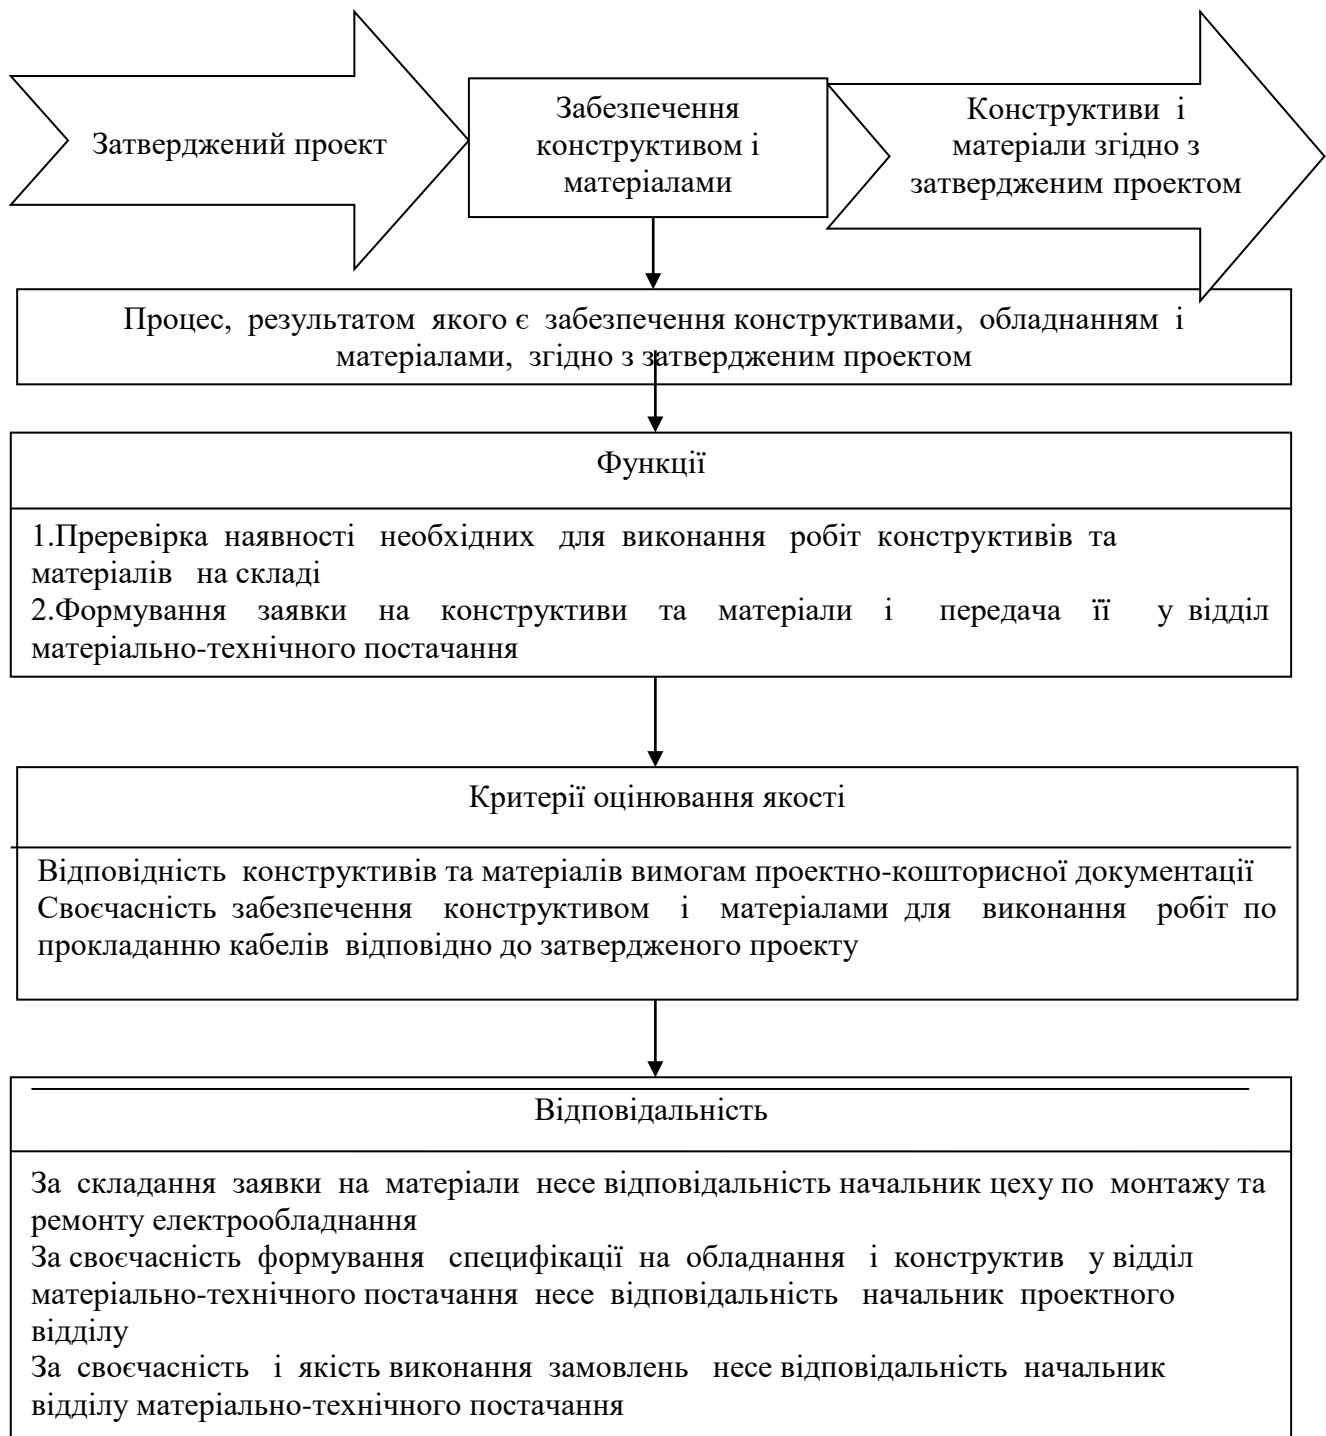 Затверджений проект
Забезпечення
конструктивом і
матеріалами
Конструктиви і
матеріали згідно з
затвердженим проектом
Процес, результатом якого є забезпечення конструктивами, обладнанням і
матеріалами, згідно з затвердженим проектом
Функції
1.Преревірка наявності необхідних для виконання робіт конструктивів та
матеріалів на складі
2.Формування заявки на конструктиви та матеріали і передача її у відділ
матеріально-технічного постачання
Критерії оцінювання якості
Відповідність конструктивів та матеріалів вимогам проектно-кошторисної документації
Своєчасність забезпечення конструктивом і матеріалами для виконання робіт по
прокладанню кабелів відповідно до затвердженого проекту
Відповідальність
За складання заявки на матеріали несе відповідальність начальник цеху по монтажу та
ремонту електрообладнання
За своєчасність формування специфікації на обладнання і конструктив у відділ
матеріально-технічного постачання несе відповідальність начальник проектного
відділу
За своєчасність і якість виконання замовлень несе відповідальність начальник
відділу матеріально-технічного постачання